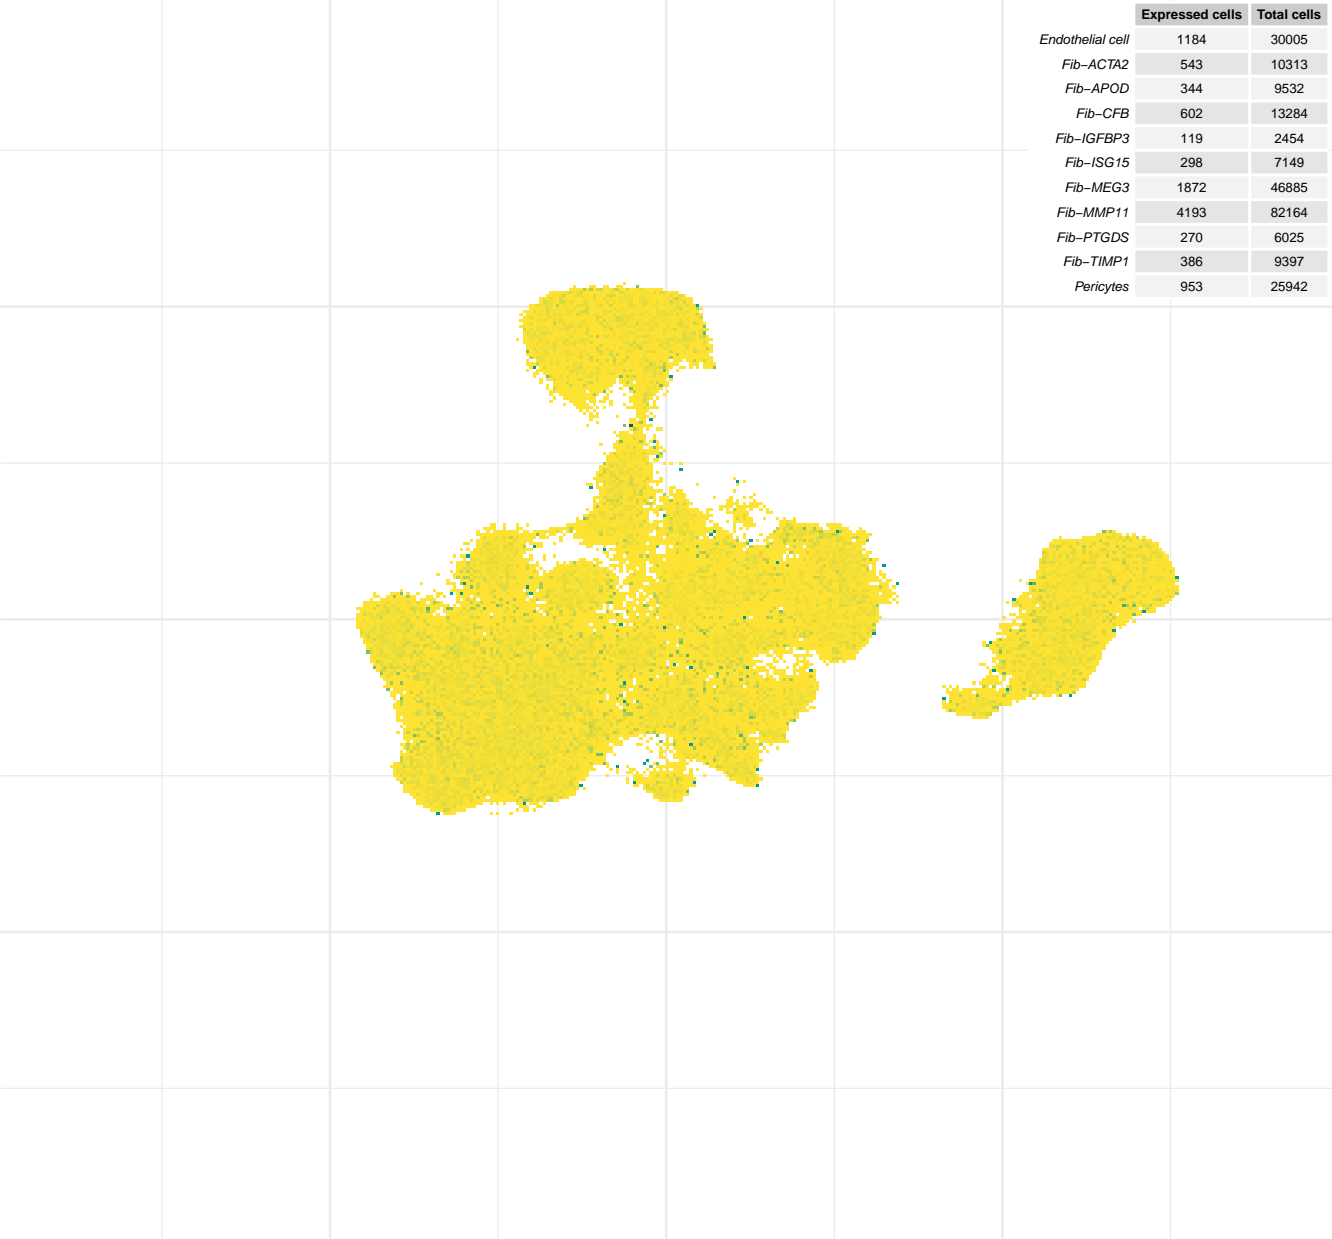 Expressed cells Total cells
Endothelial cell 1184 30005
Fib−ACTA2 543 10313
Fib−APOD 344 9532
Fib−CFB 602 13284
Fib−IGFBP3 119 2454
Fib−ISG15 298 7149
Fib−MEG3 1872 46885
Fib−MMP11 4193 82164
Fib−PTGDS 270 6025
Fib−TIMP1 386 9397
Pericytes 953 25942